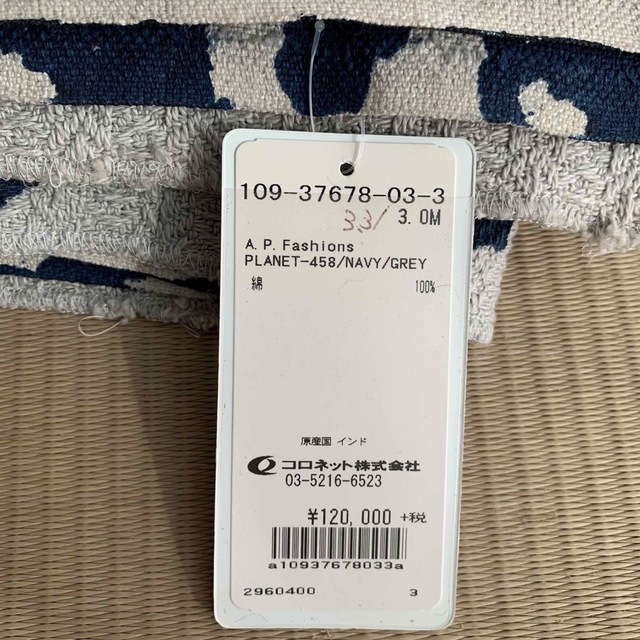 109-37678-03-3
33/ 3.0M
A.P.Fashions
PLANET-458/NAVY/GREY
綿 100%
原産国 インド
コロネット株式会社
03-5216-6523
¥120,000 +税
a10937678033a
2960400 3